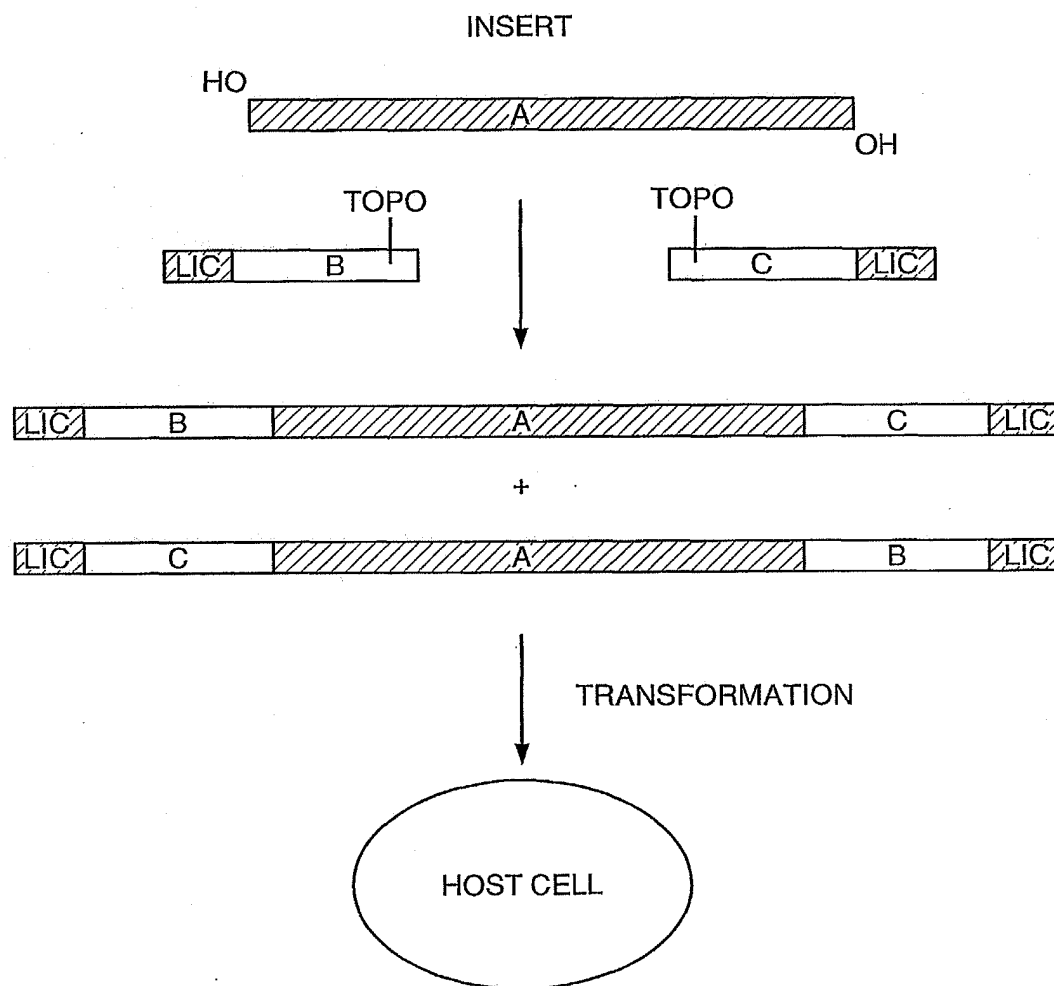 INSERT
HO
A
OH
TOPO
TOPO
LIC B
C LIC
LIC B A C LIC
+
LIC C A B LIC
TRANSFORMATION
HOST CELL